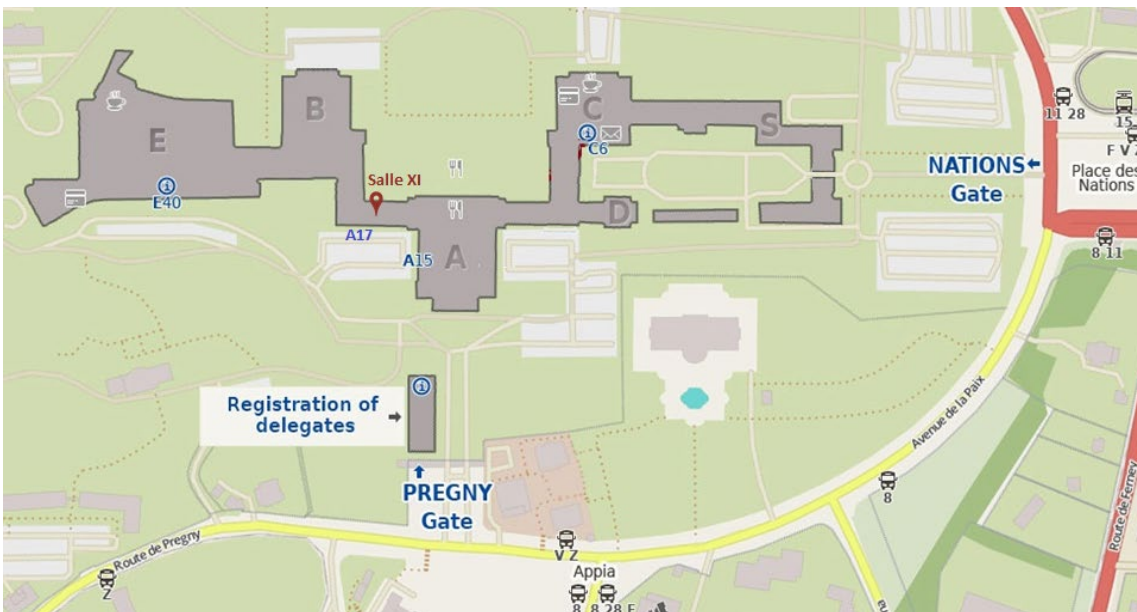 B
E
C
S
Salle XI
C6
E40
A17
A15
A
D
11 28
15
F V Z
NATIONS
Gate
Place des
Nations
8 11
Registration of
delegates
PREGNY
Gate
Avenue de la Paix
8
Route de Ferney
Route de Pregny
V Z
Appia
Z
8
8 28 F